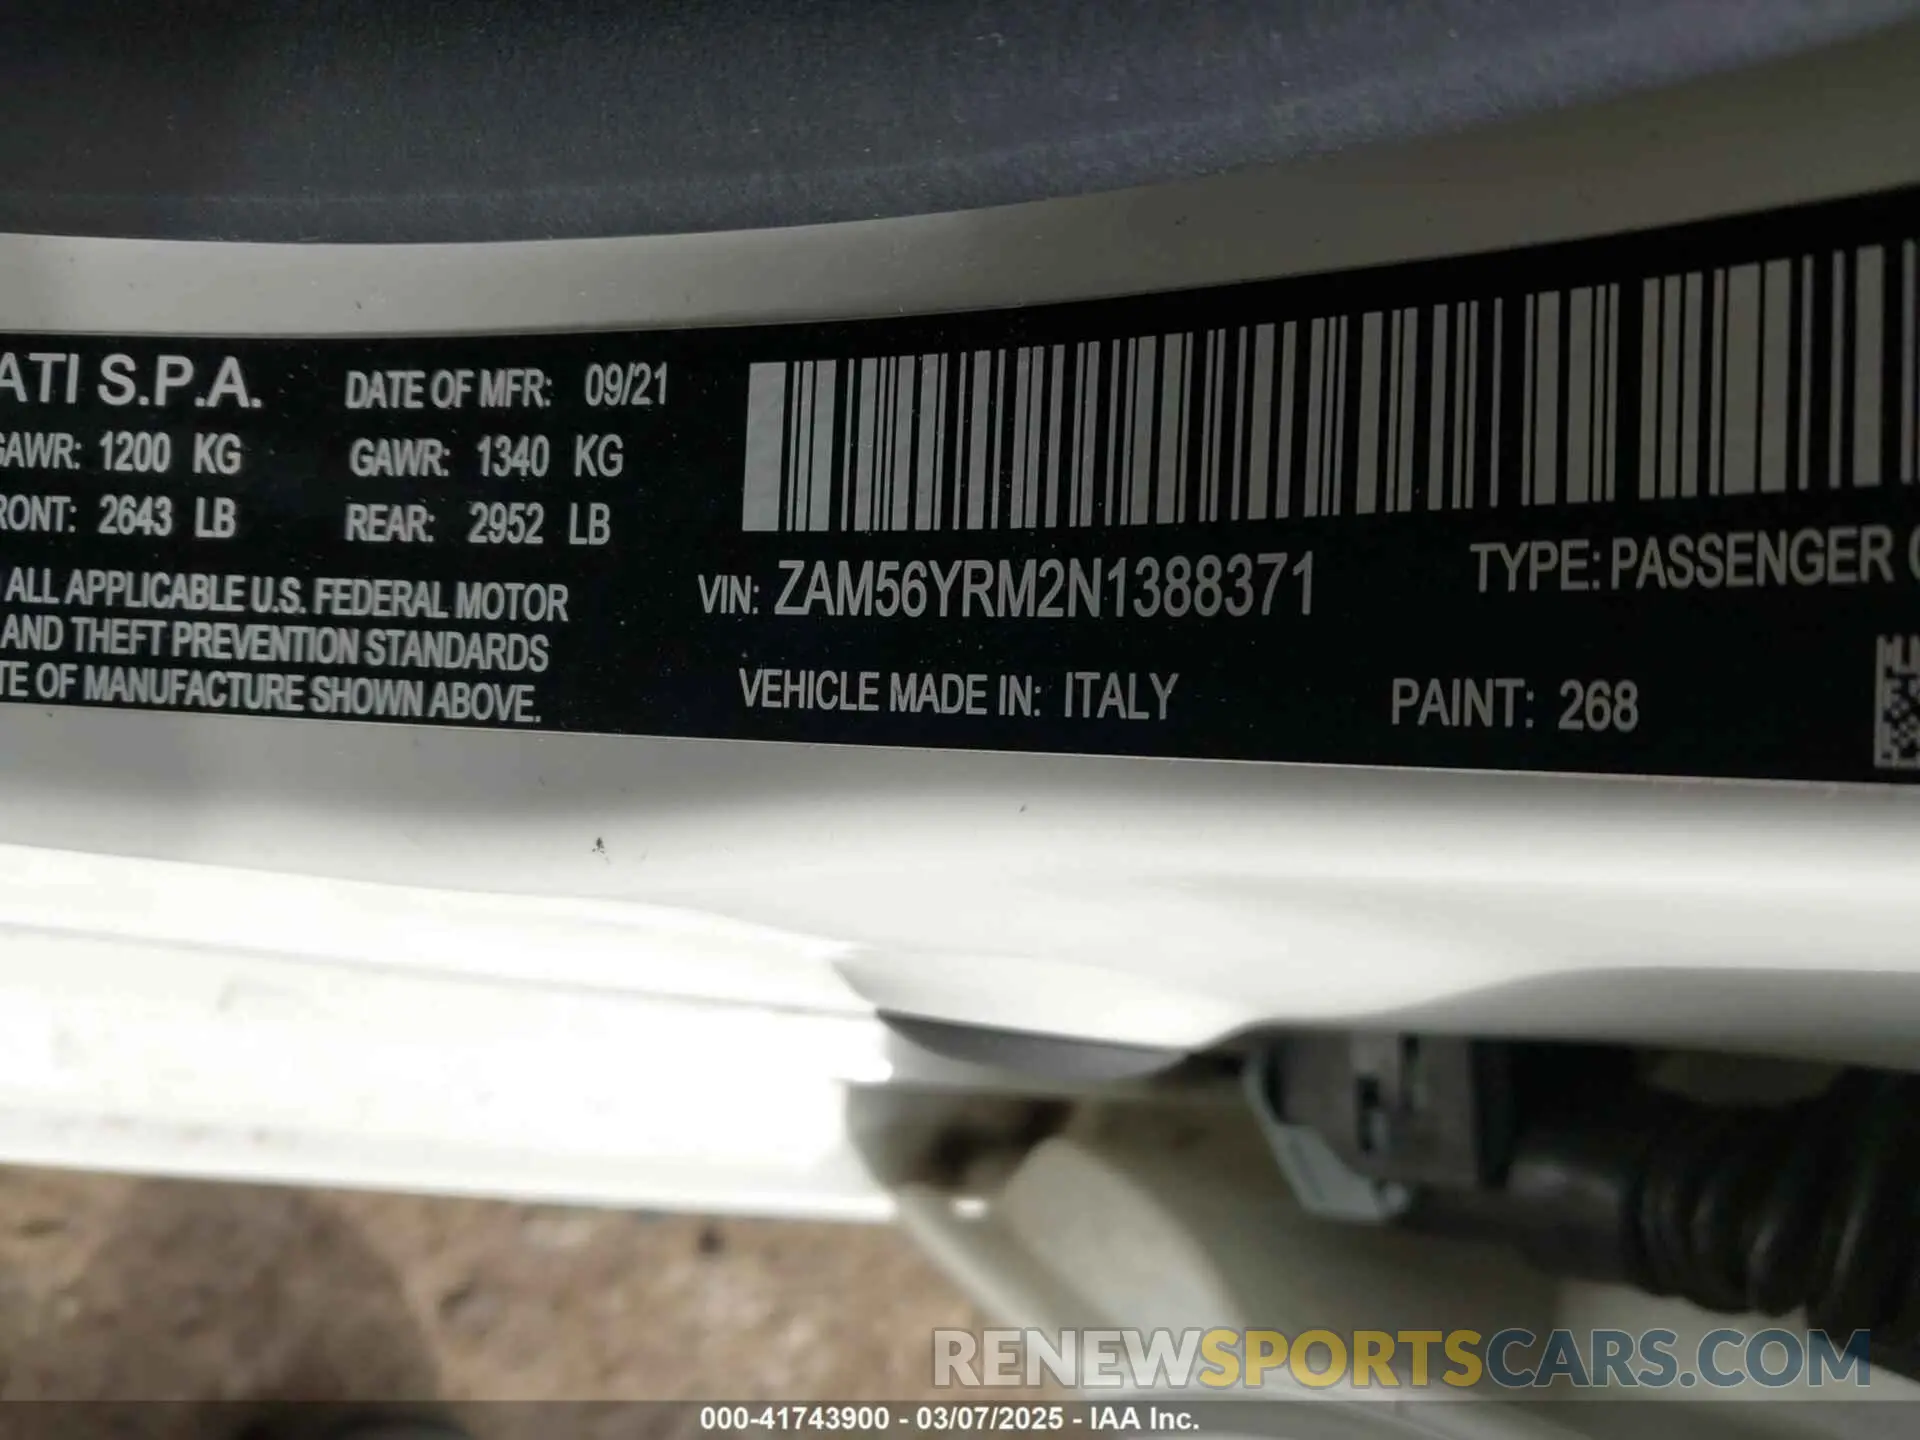 ATI S.P.A. DATE OF MFR: 09/21
GAWR: 1200 KG GAWR: 1340 KG
RONT: 2643 LB REAR: 2952 LB
ALL APPLICABLE U.S. FEDERAL MOTOR
AND THEFT PREVENTION STANDARDS
TE OF MANUFACTURE SHOWN ABOVE.
VIN: ZAM56YRM2N1388371
TYPE: PASSENGER
VEHICLE MADE IN: ITALY
PAINT: 268
RENEWSPORTSCARS.COM
000-41743900 - 03/07/2025 - IAA Inc.